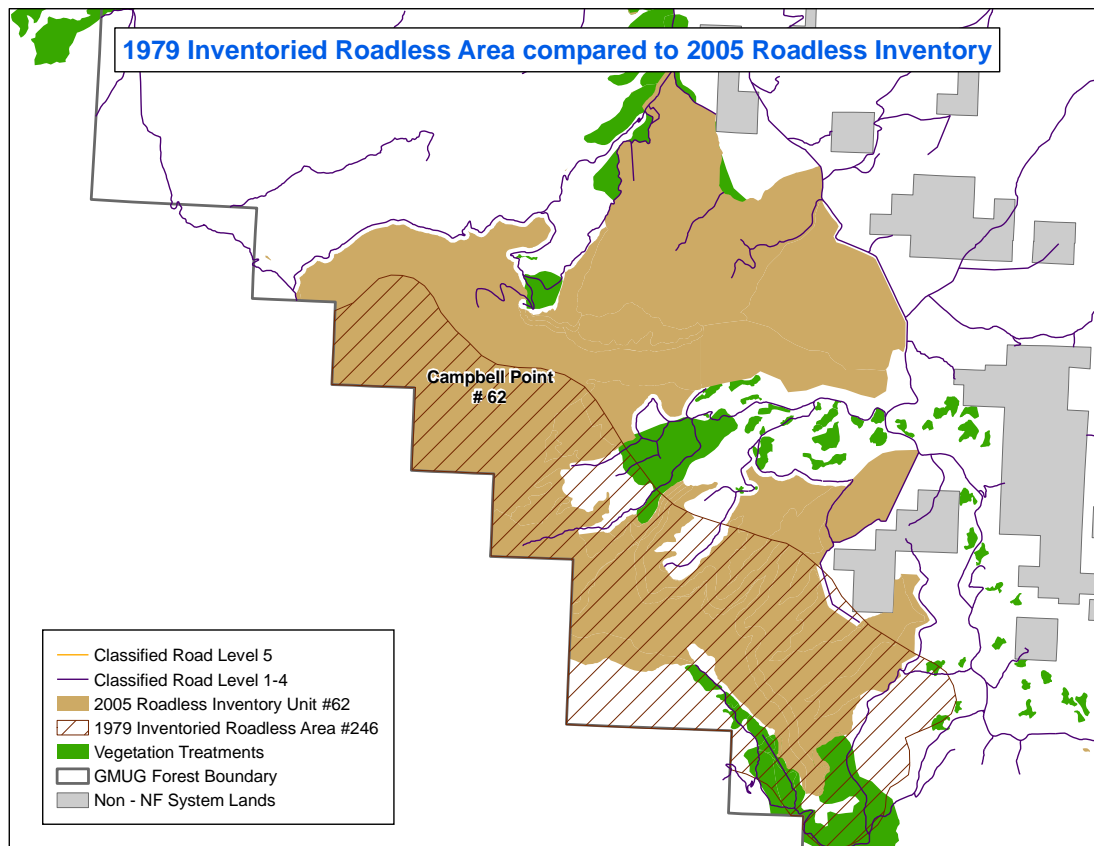 1979 Inventoried Roadless Area compared to 2005 Roadless Inventory
Campbell Point
# 62
Classified Road Level 5
Classified Road Level 1-4
2005 Roadless Inventory Unit #62
1979 Inventoried Roadless Area #246
Vegetation Treatments
GMUG Forest Boundary
Non - NF System Lands